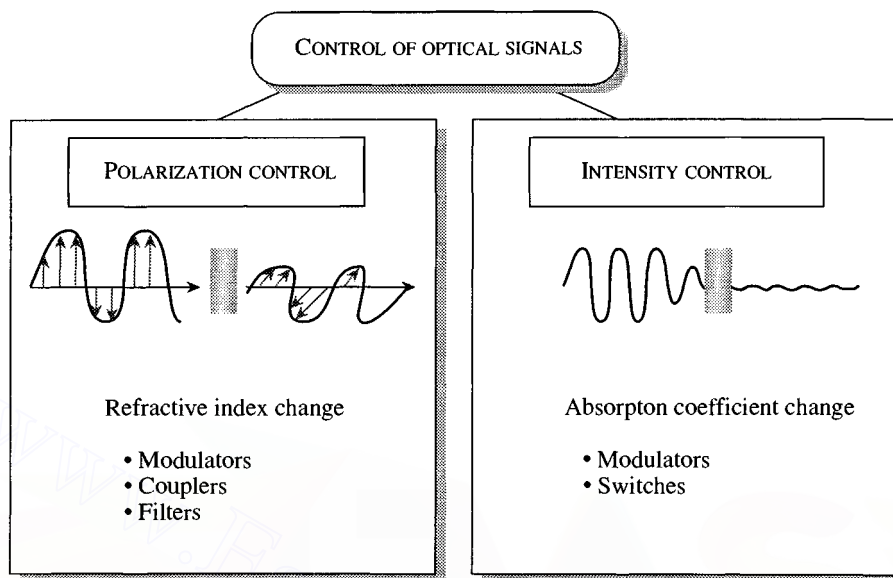 CONTROL OF OPTICAL SIGNALS
POLARIZATION CONTROL
Refractive index change
• Modulators
• Couplers
• Filters
INTENSITY CONTROL
Absorpton coefficient change
• Modulators
• Switches